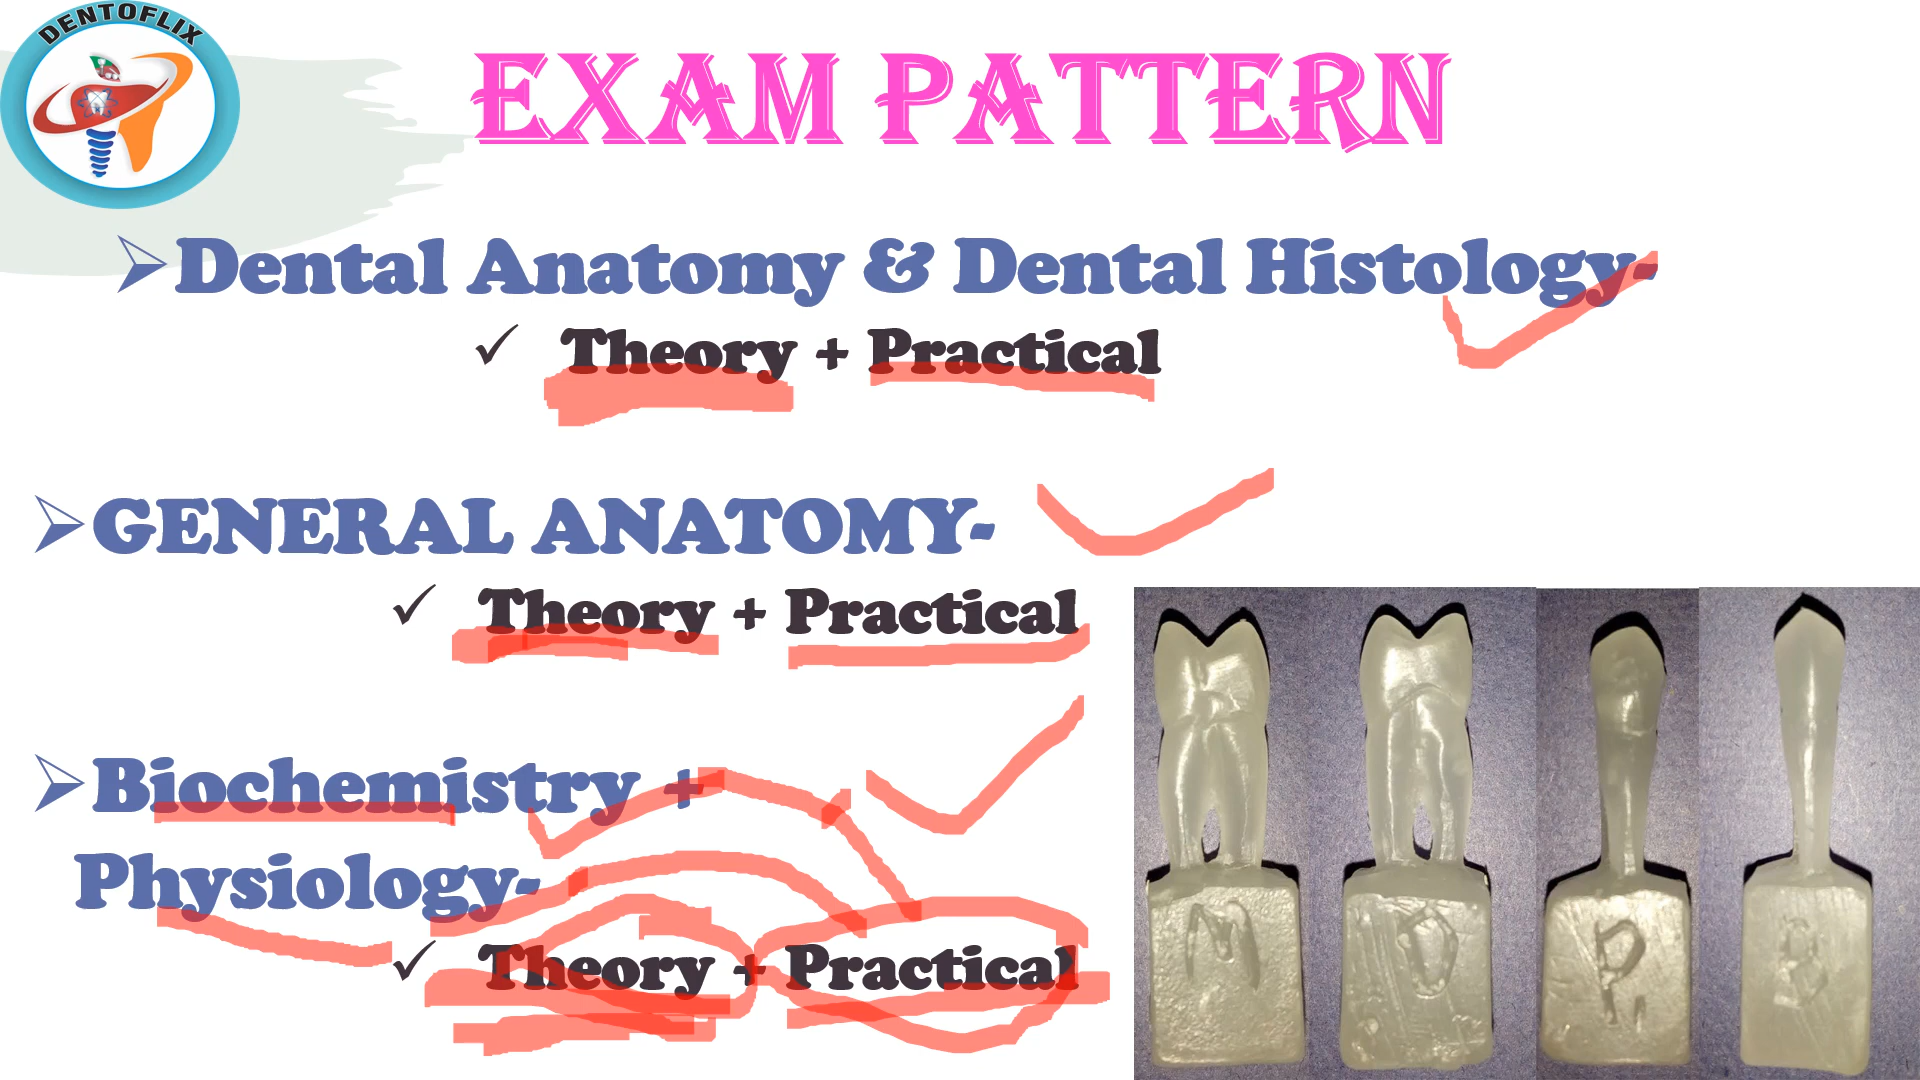 DENTOFLIX
EXAM PATTERN
Dental Anatomy & Dental Histology-
Theory + Practical
GENERAL ANATOMY-
Theory + Practical
Biochemistry +
Physiology-
Theory + Practical